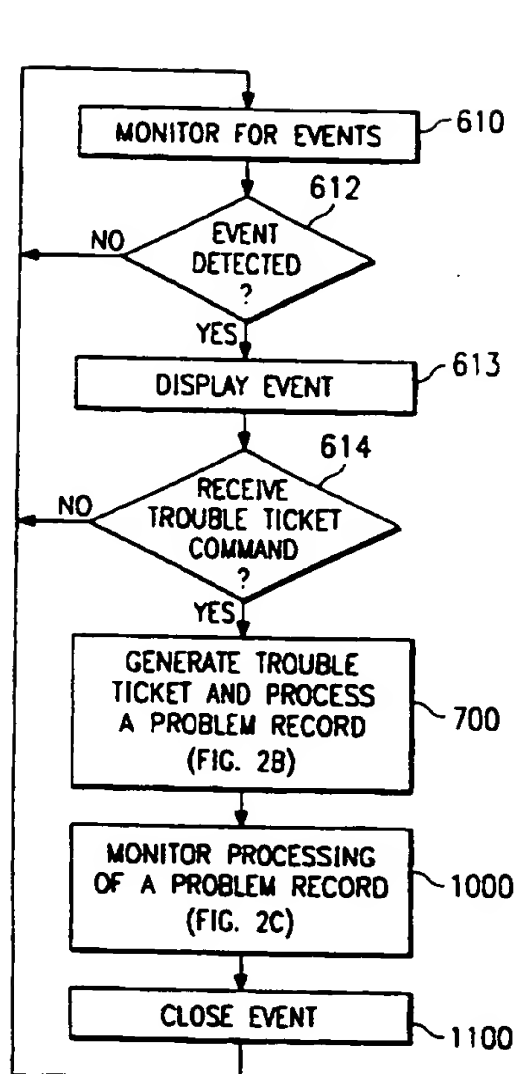 MONITOR FOR EVENTS
610
612
EVENT
DETECTED
?
NO
YES
DISPLAY EVENT
613
614
RECEIVE
TROUBLE TICKET
COMMAND
?
NO
YES
GENERATE TROUBLE
TICKET AND PROCESS
A PROBLEM RECORD
(FIG. 2B)
700
MONITOR PROCESSING
OF A PROBLEM RECORD
(FIG. 2C)
1000
CLOSE EVENT
1100